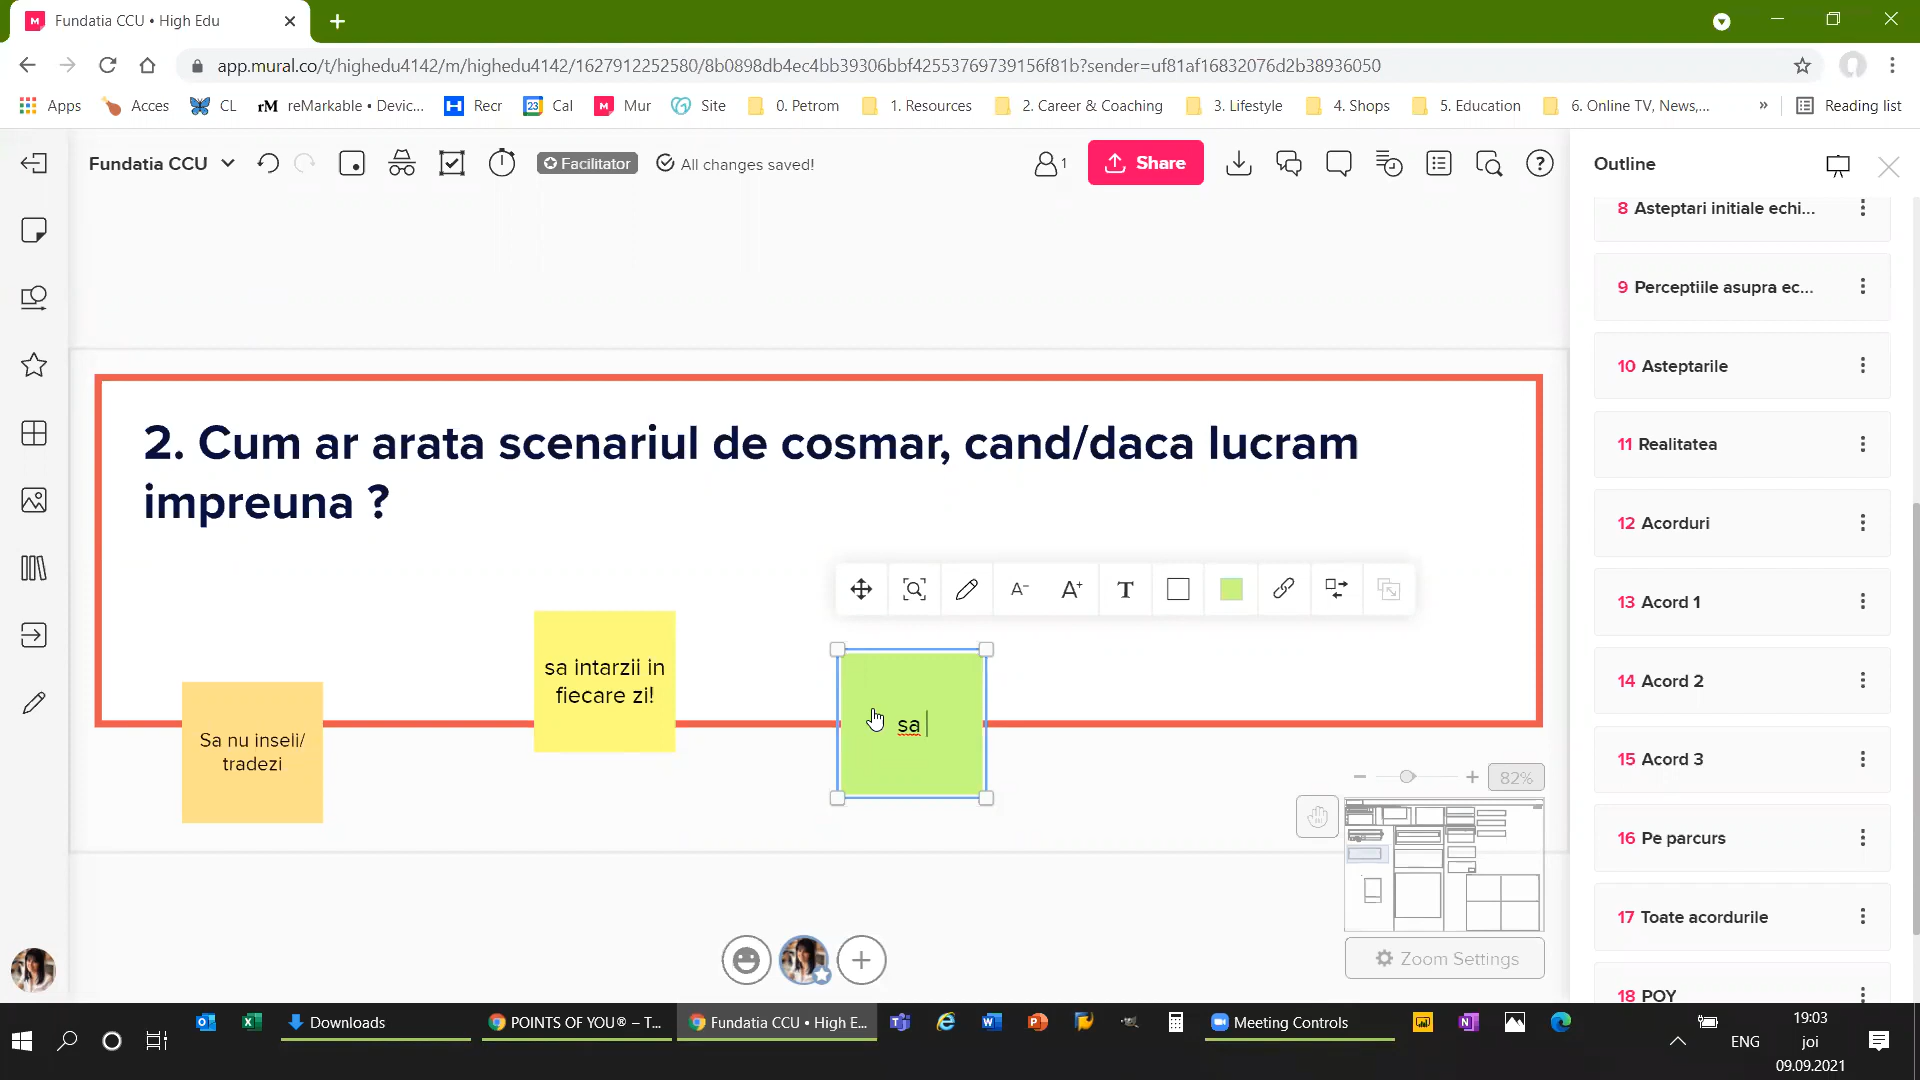 Fundatia CCU • High Edu
app.mural.co/t/highedu4142/m/highedu4142/1627912252580/8b0898db4ec4bb39306bbf42553769739156f81b?sender=uf81af16832076d2b38936050
Apps Acces CL rM reMarkable • Devic... Recr 23 Cal Mur Site 0. Petrom 1. Resources 2. Career & Coaching 3. Lifestyle 4. Shops 5. Education 6. Online TV, News,... » Reading list
Fundatia CCU Facilitator All changes saved! 1 Share Outline
8 Asteptari initiale echi...
9 Perceptiile asupra ec...
10 Asteptarile
11 Realitatea
12 Acorduri
13 Acord 1
14 Acord 2
15 Acord 3
16 Pe parcurs
17 Toate acordurile
18 POY
2. Cum ar arata scenariul de cosmar, cand/daca lucram
impreuna ?
sa intarzii in
fiecare zi!
Sa nu inseli/
tradezi
sa
82%
Zoom Settings
Downloads POINTS OF YOU® – T... Fundatia CCU • High E... Meeting Controls
ENG
19:03
joi
09.09.2021